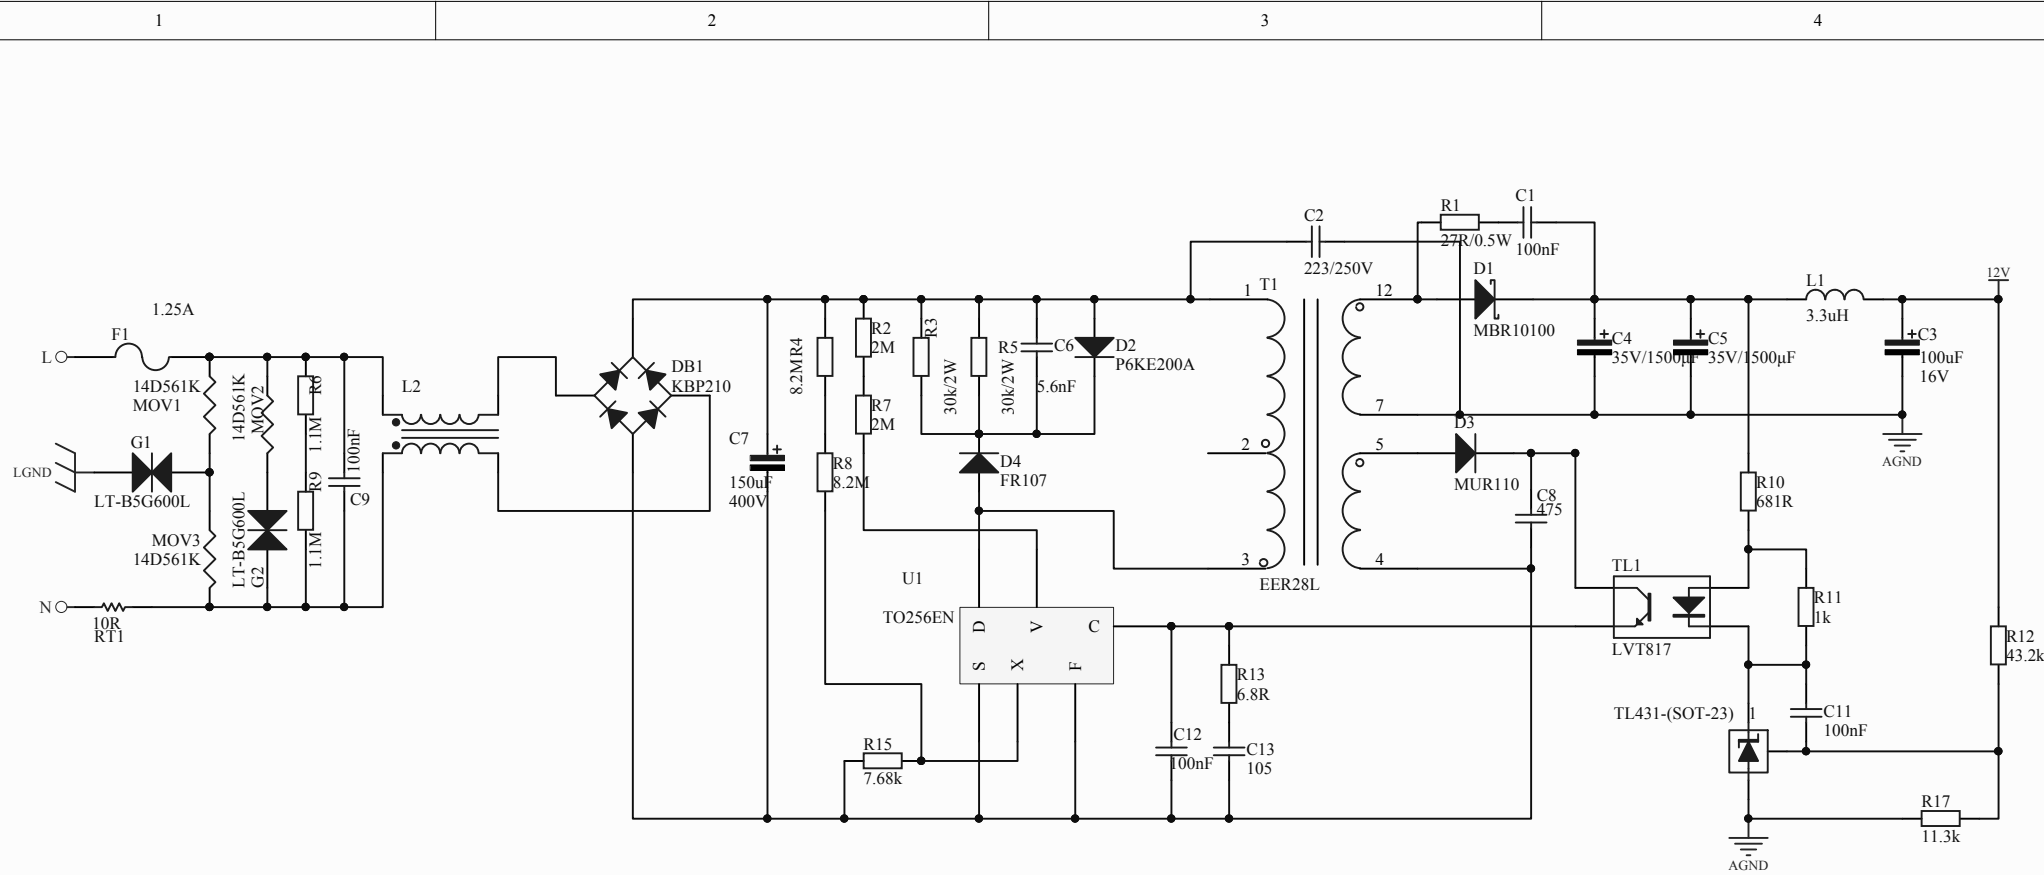 1
2
3
4
1.25A
F1
L
14D561K
MOV1
G1
LGND
LT-B5G600L
MOV3
14D561K
N
10R
RT1
14D561K
MOV2
LT-B5G600L
G2
R6
1.1M
R9
1.1M
100nF
C9
L2
DB1
KBP210
C7
150uF
400V
8.2M
R4
R8
8.2M
R2
2M
R7
2M
R3
30k/2W
R5
30k/2W
C6
5.6nF
D2
P6KE200A
D4
FR107
U1
TO256EN
D
V
C
S
X
F
R15
7.68k
C12
100nF
R13
6.8R
C13
105
C2
223/250V
T1
1
2
3
12
7
5
4
EER28L
R1
27R/0.5W
C1
100nF
D1
MBR10100
D3
MUR110
C8
475
C4
35V/1500µF
C5
35V/1500µF
L1
3.3uH
C3
100uF
16V
12V
AGND
R10
681R
TL1
LVT817
R11
1k
R12
43.2k
TL431-(SOT-23)
1
C11
100nF
R17
11.3k
AGND